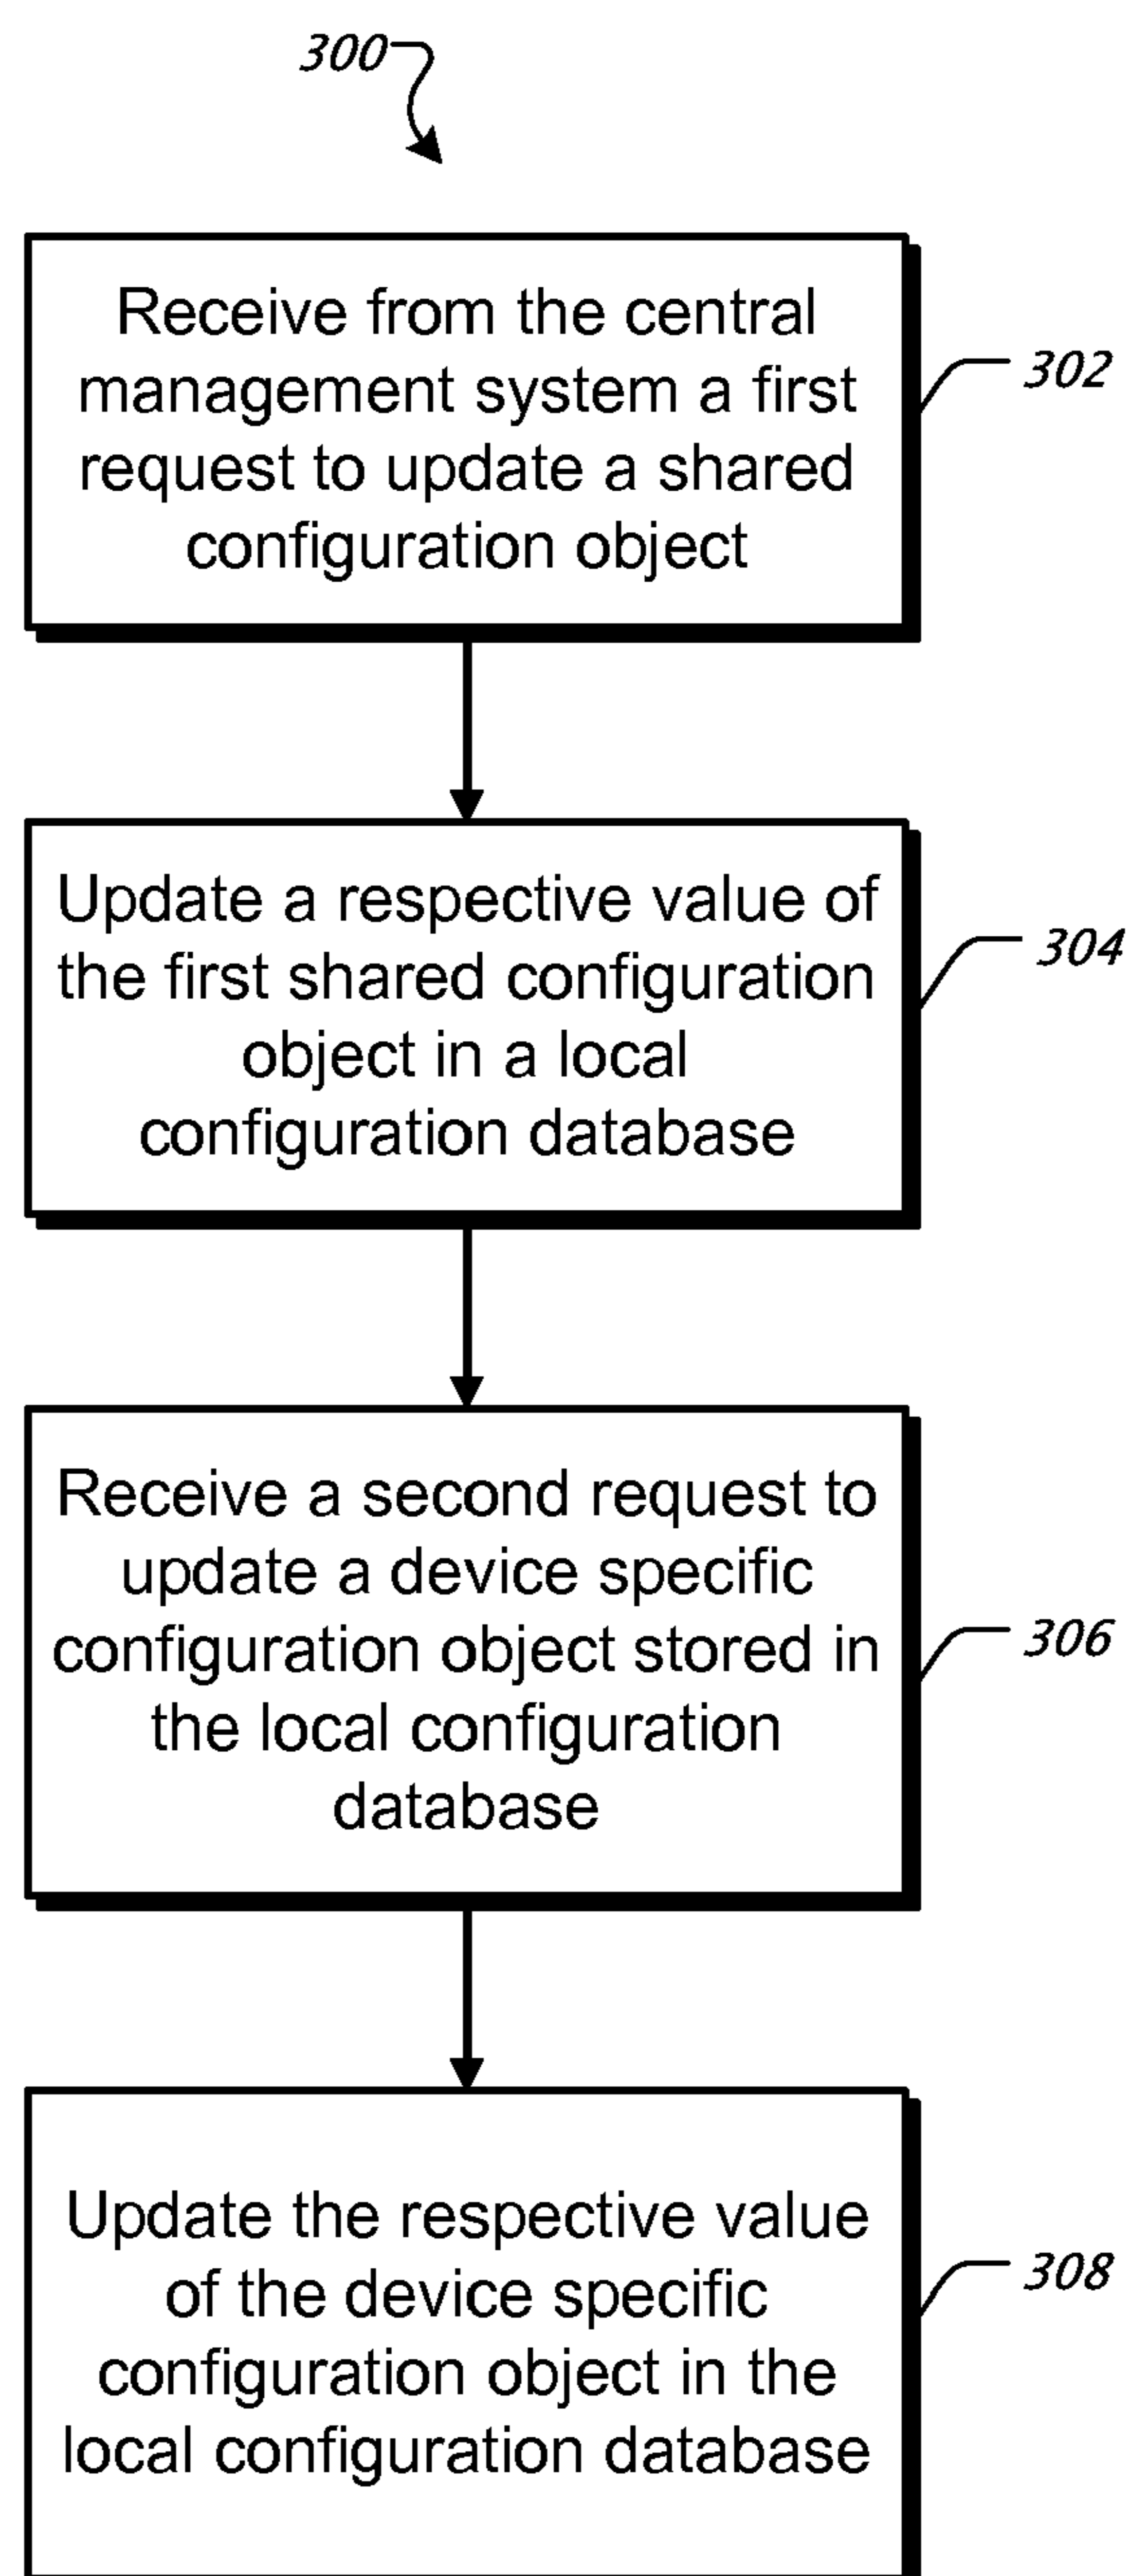 300
Receive from the central
management system a first
request to update a shared
configuration object
302
Update a respective value of
the first shared configuration
object in a local
configuration database
304
Receive a second request to
update a device specific
configuration object stored in
the local configuration
database
306
Update the respective value
of the device specific
configuration object in the
local configuration database
308